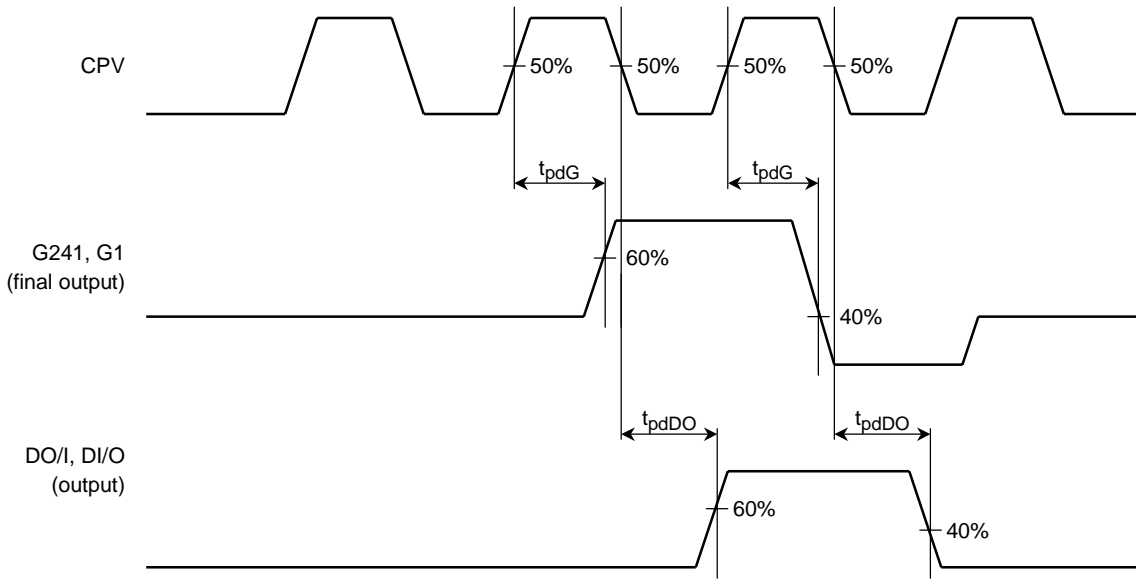 CPV
50%
50%
50%
50%
tpdG
tpdG
G241, G1
(final output)
60%
40%
tpdDO
tpdDO
DO/I, DI/O
(output)
60%
40%